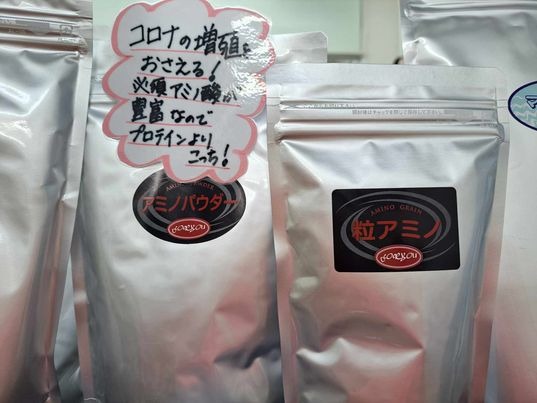 コロナの増殖を
おさえる！
必須アミノ酸が
豊富なので
プロテインより
こっち！
AMINO POWDER
アミノパウダー
AMINO GRAIN
粒アミノ